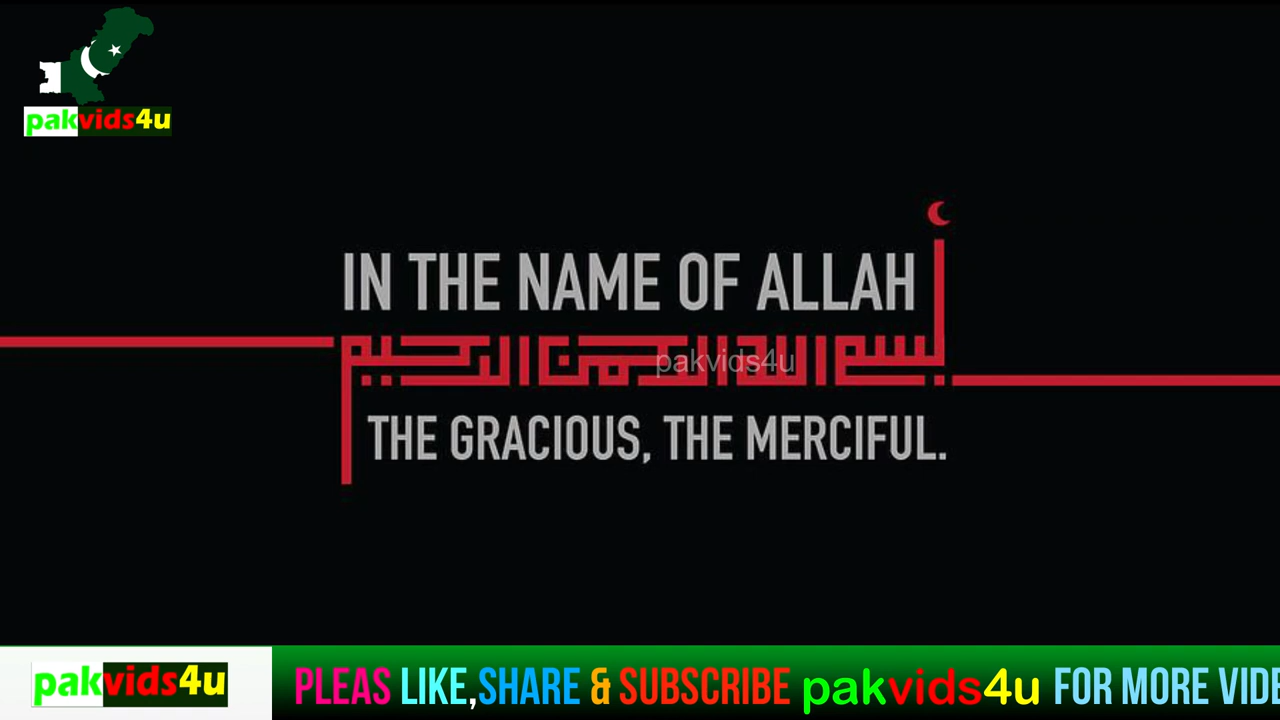 pakvids4u
IN THE NAME OF ALLAH
بسم الله الرحمن الرحيم
pakvids4u
THE GRACIOUS, THE MERCIFUL.
pakvids4u
PLEAS LIKE,SHARE & SUBSCRIBE pakvids4u FOR MORE VIDE